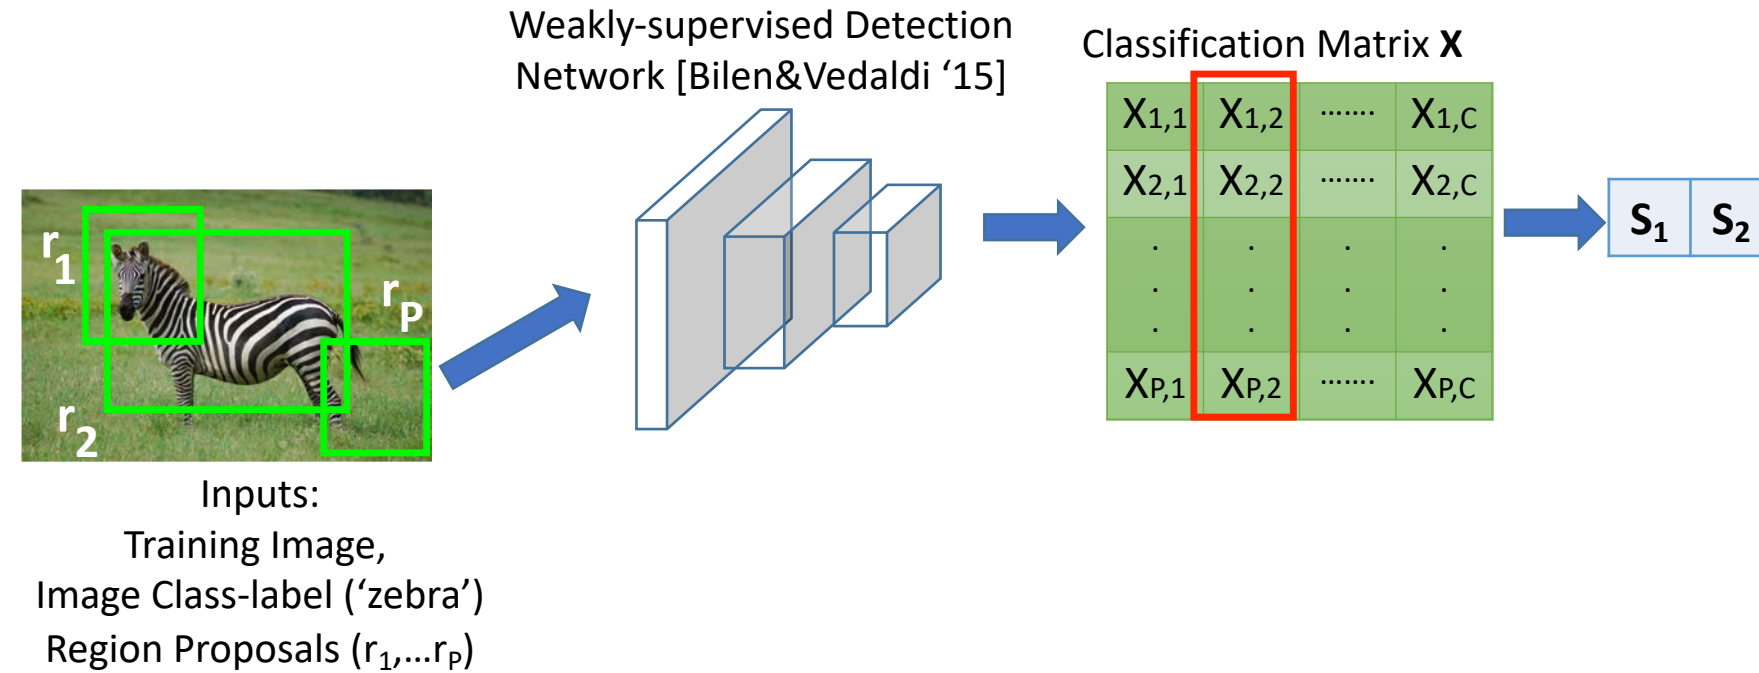 Weakly-supervised Detection
Network [Bilen&Vedaldi ‘15]
Classification Matrix X
X1,1 X1,2 ....... X1,C
X2,1 X2,2 ....... X2,C
. . . .
. . . .
. . . .
XP,1 XP,2 ....... XP,C
S1 S2
r1
r2
rP
Inputs:
Training Image,
Image Class-label (‘zebra’)
Region Proposals (r1,…rP)